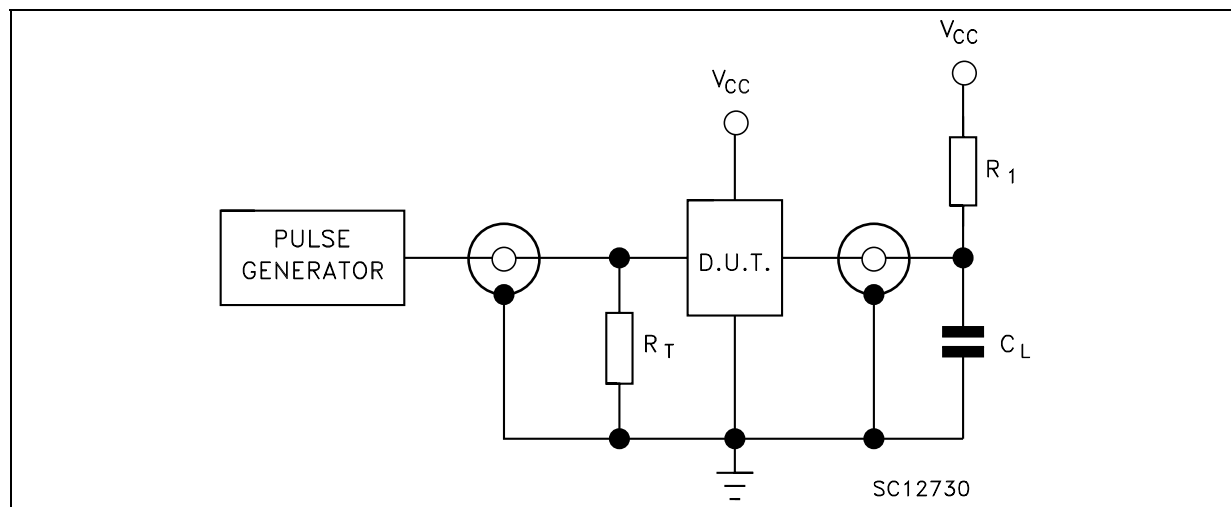 VCC
VCC
R1
PULSE
GENERATOR
D.U.T.
RT
CL
SC12730